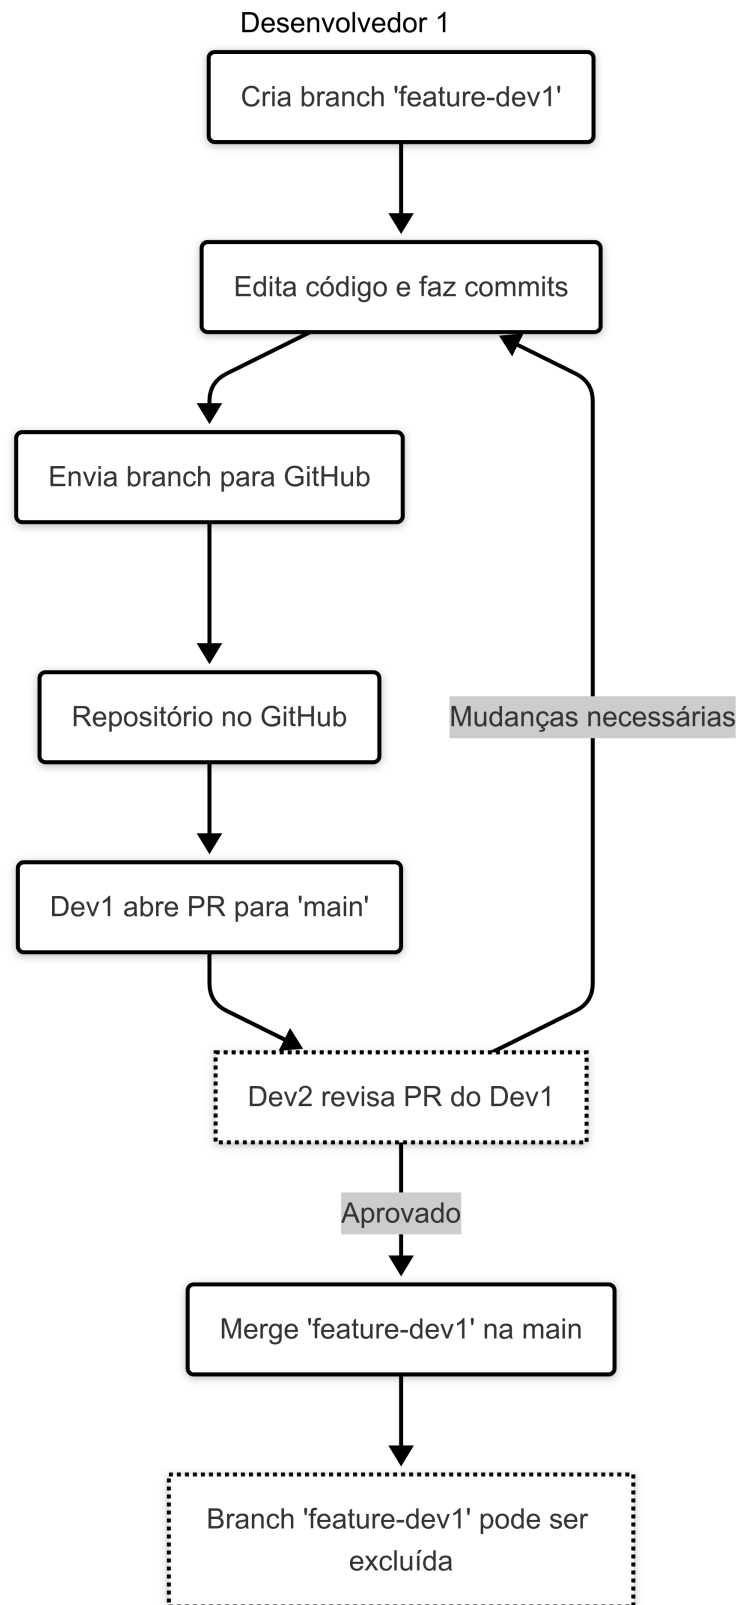 Desenvolvedor 1
Cria branch 'feature-dev1'
Edita código e faz commits
Envia branch para GitHub
Repositório no GitHub
Mudanças necessárias
Dev1 abre PR para 'main'
Dev2 revisa PR do Dev1
Aprovado
Merge 'feature-dev1' na main
Branch 'feature-dev1' pode ser
excluída